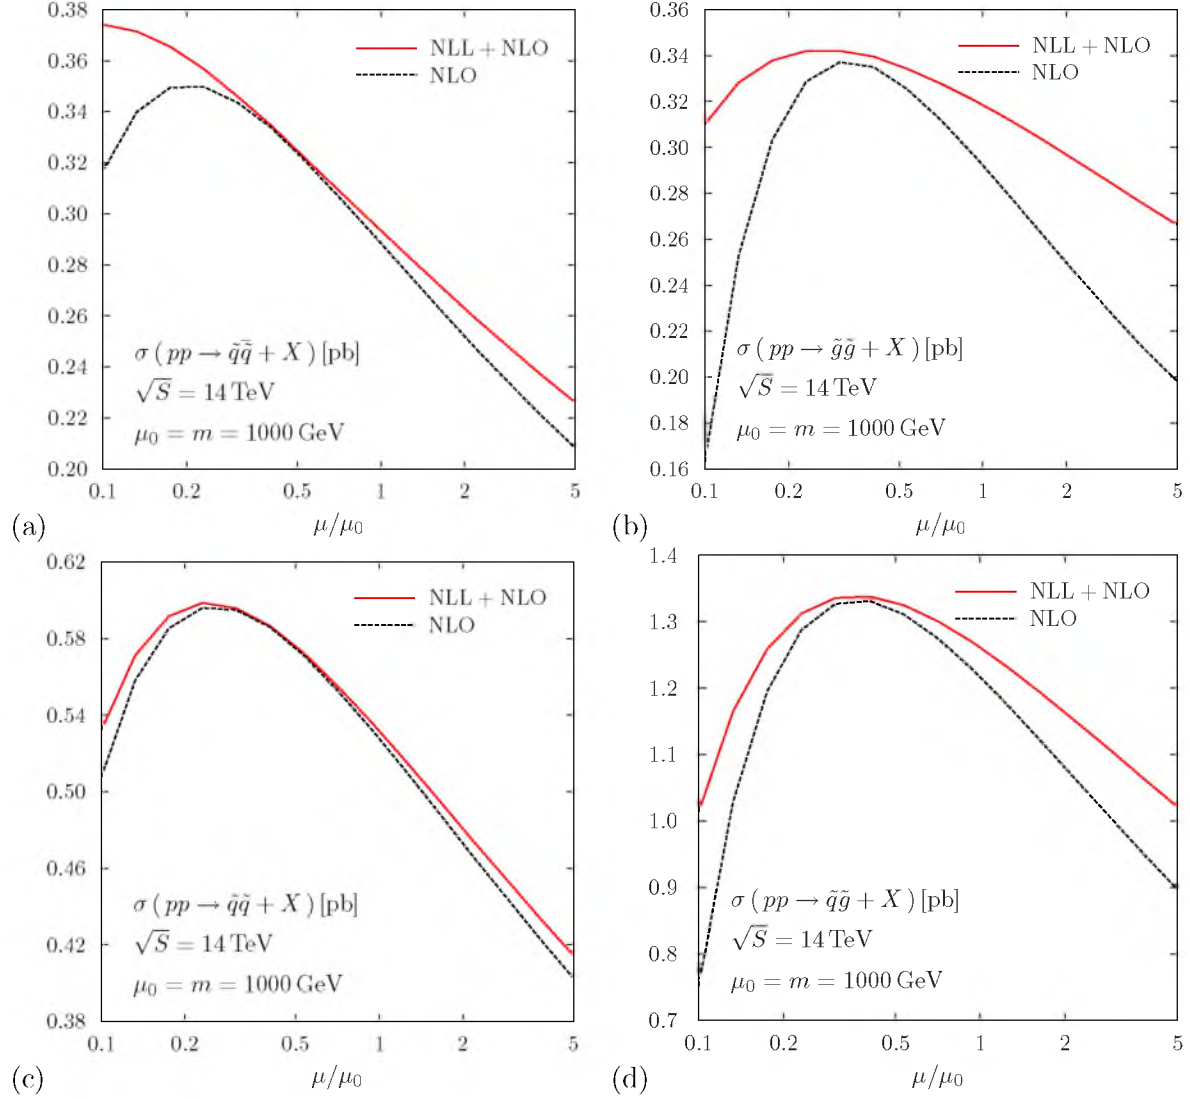 0.38
0.36
0.34
0.32
0.30
0.28
0.26
0.24
0.22
0.20
NLL + NLO
NLO
σ ( pp → q̃q̃̄ + X ) [pb]
√S = 14 TeV
μ₀ = m = 1000 GeV
0.1 0.2 0.5 1 2 5
(a) μ/μ₀
0.36
0.34
0.32
0.30
0.28
0.26
0.24
0.22
0.20
0.18
0.16
NLL + NLO
NLO
σ ( pp → g̃g̃ + X ) [pb]
√S = 14 TeV
μ₀ = m = 1000 GeV
0.1 0.2 0.5 1 2 5
(b) μ/μ₀
0.62
0.58
0.54
0.50
0.46
0.42
0.38
NLL + NLO
NLO
σ ( pp → q̃q̃ + X ) [pb]
√S = 14 TeV
μ₀ = m = 1000 GeV
0.1 0.2 0.5 1 2 5
(c) μ/μ₀
1.4
1.3
1.2
1.1
1.0
0.9
0.8
0.7
NLL + NLO
NLO
σ ( pp → q̃g̃ + X ) [pb]
√S = 14 TeV
μ₀ = m = 1000 GeV
0.1 0.2 0.5 1 2 5
(d) μ/μ₀